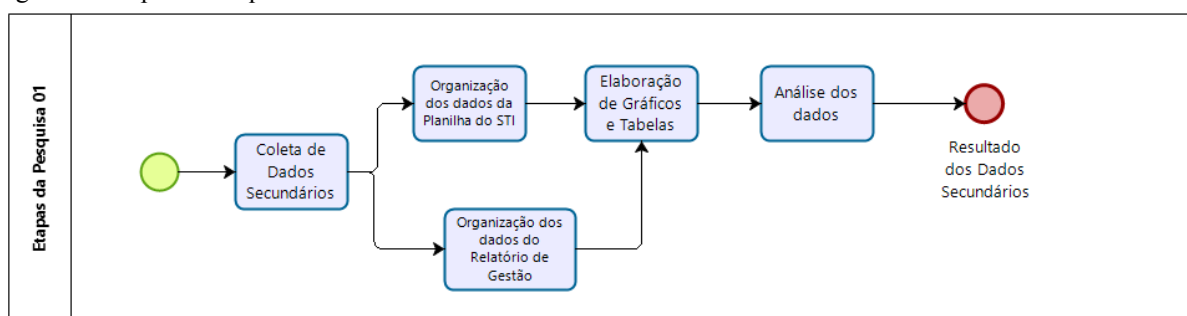 Etapas da Pesquisa 01
Coleta de
Dados
Secundários
Organização
dos dados da
Planilha do STI
Organização dos
dados do
Relatório de
Gestão
Elaboração
de Gráficos
e Tabelas
Análise dos
dados
Resultado
dos Dados
Secundários